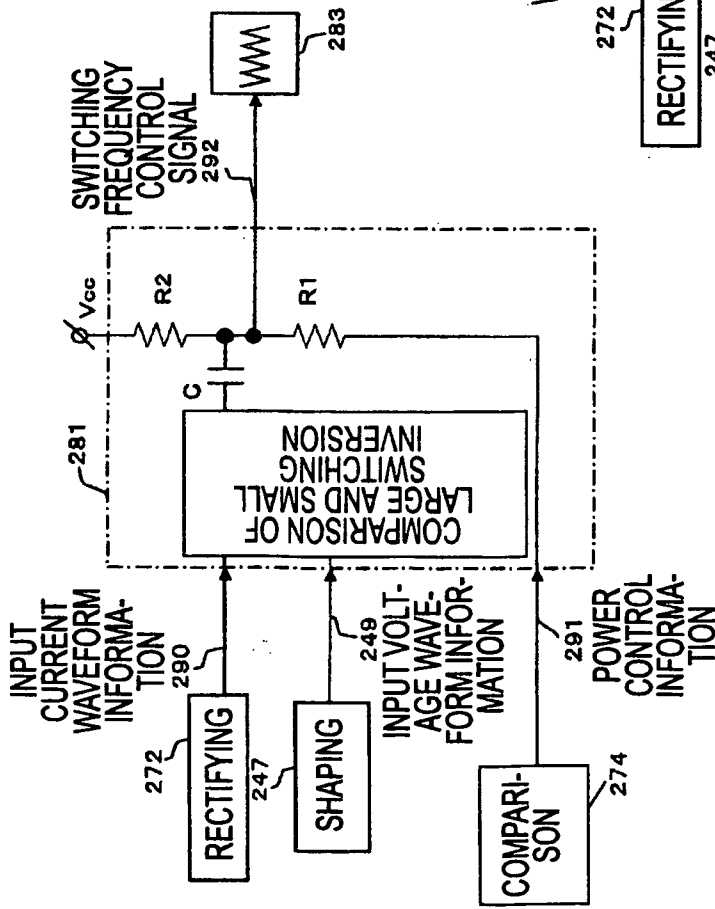 SWITCHING
FREQUENCY
CONTROL
SIGNAL
292
283
281
Vcc
R2
R1
C
COMPARISON OF
LARGE AND SMALL
SWITCHING
INVERSION
INPUT
CURRENT
WAVEFORM
INFORMA-
TION
290
272
RECTIFYING
247
SHAPING
249
INPUT VOLT-
AGE WAVE-
FORM INFOR-
MATION
291
POWER
CONTROL
INFORMA-
TION
COMPARI-
SON
274
272
RECTIFYIN
247